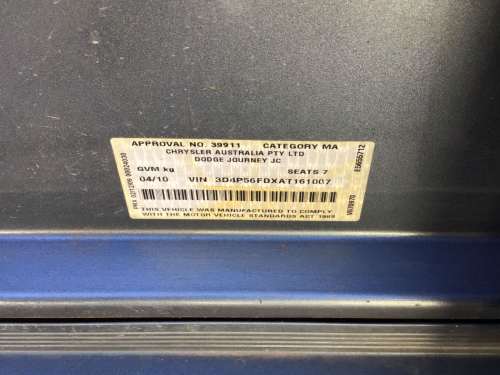 APPROVAL NO. 39911 CATEGORY MA
CHRYSLER AUSTRALIA PTY LTD
DODGE JOURNEY JC
GVM kg SEATS 7
04/10 VIN 3D4P56FDXAT161007
THIS VEHICLE WAS MANUFACTURED TO COMPLY
WITH THE MOTOR VEHICLE STANDARDS ACT 1989